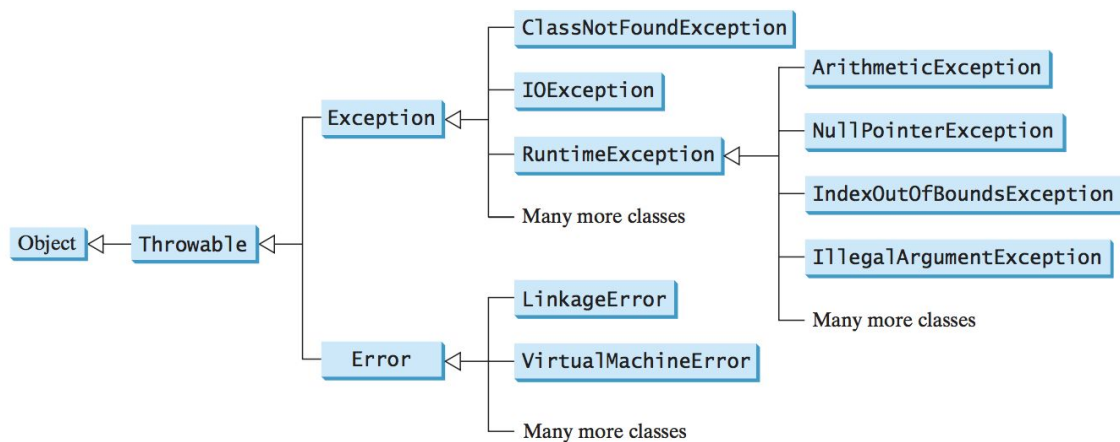 ClassNotFoundException
ArithmeticException
IOException
Exception
NullPointerException
RuntimeException
IndexOutOfBoundsException
Many more classes
Object
Throwable
IllegalArgumentException
LinkageError
Many more classes
Error
VirtualMachineError
Many more classes